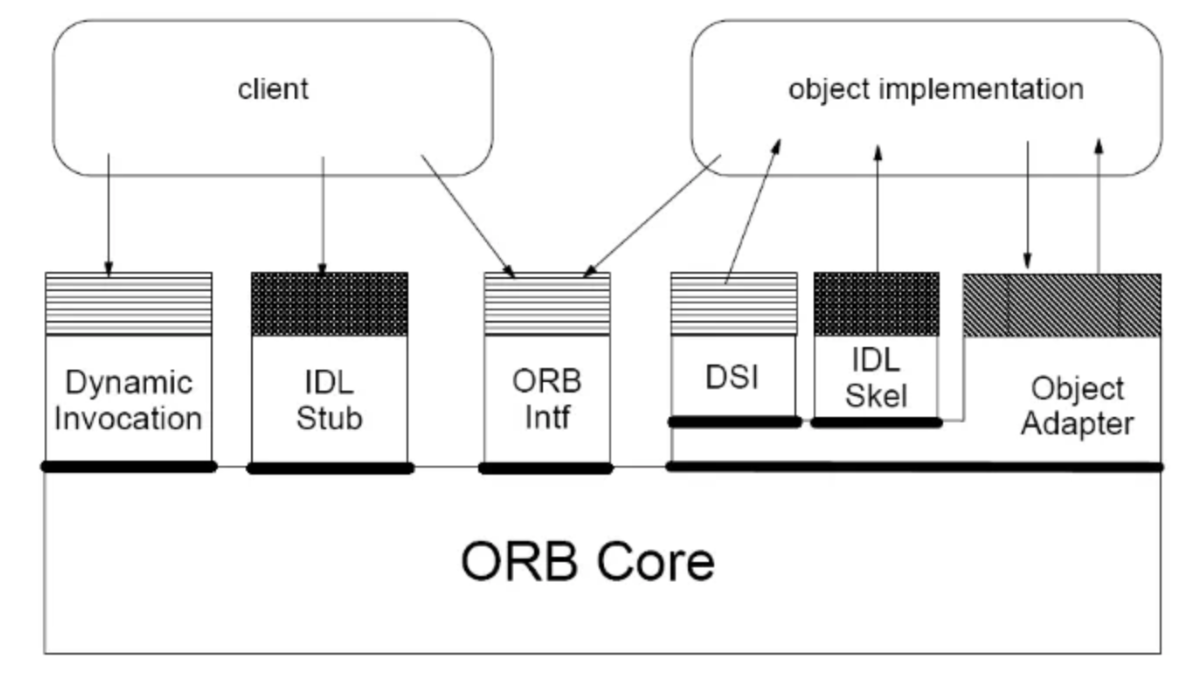 client
object implementation
Dynamic
Invocation
IDL
Stub
ORB
Intf
DSI
IDL
Skel
Object
Adapter
ORB Core